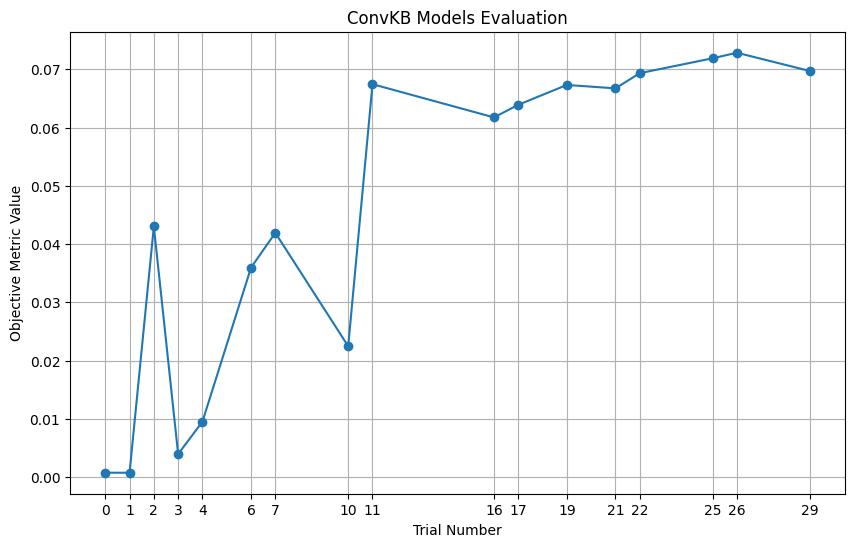 ConvKB Models Evaluation
Objective Metric Value
0.07
0.06
0.05
0.04
0.03
0.02
0.01
0.00
0 1 2 3 4 6 7 10 11 16 17 19 21 22 25 26 29
Trial Number